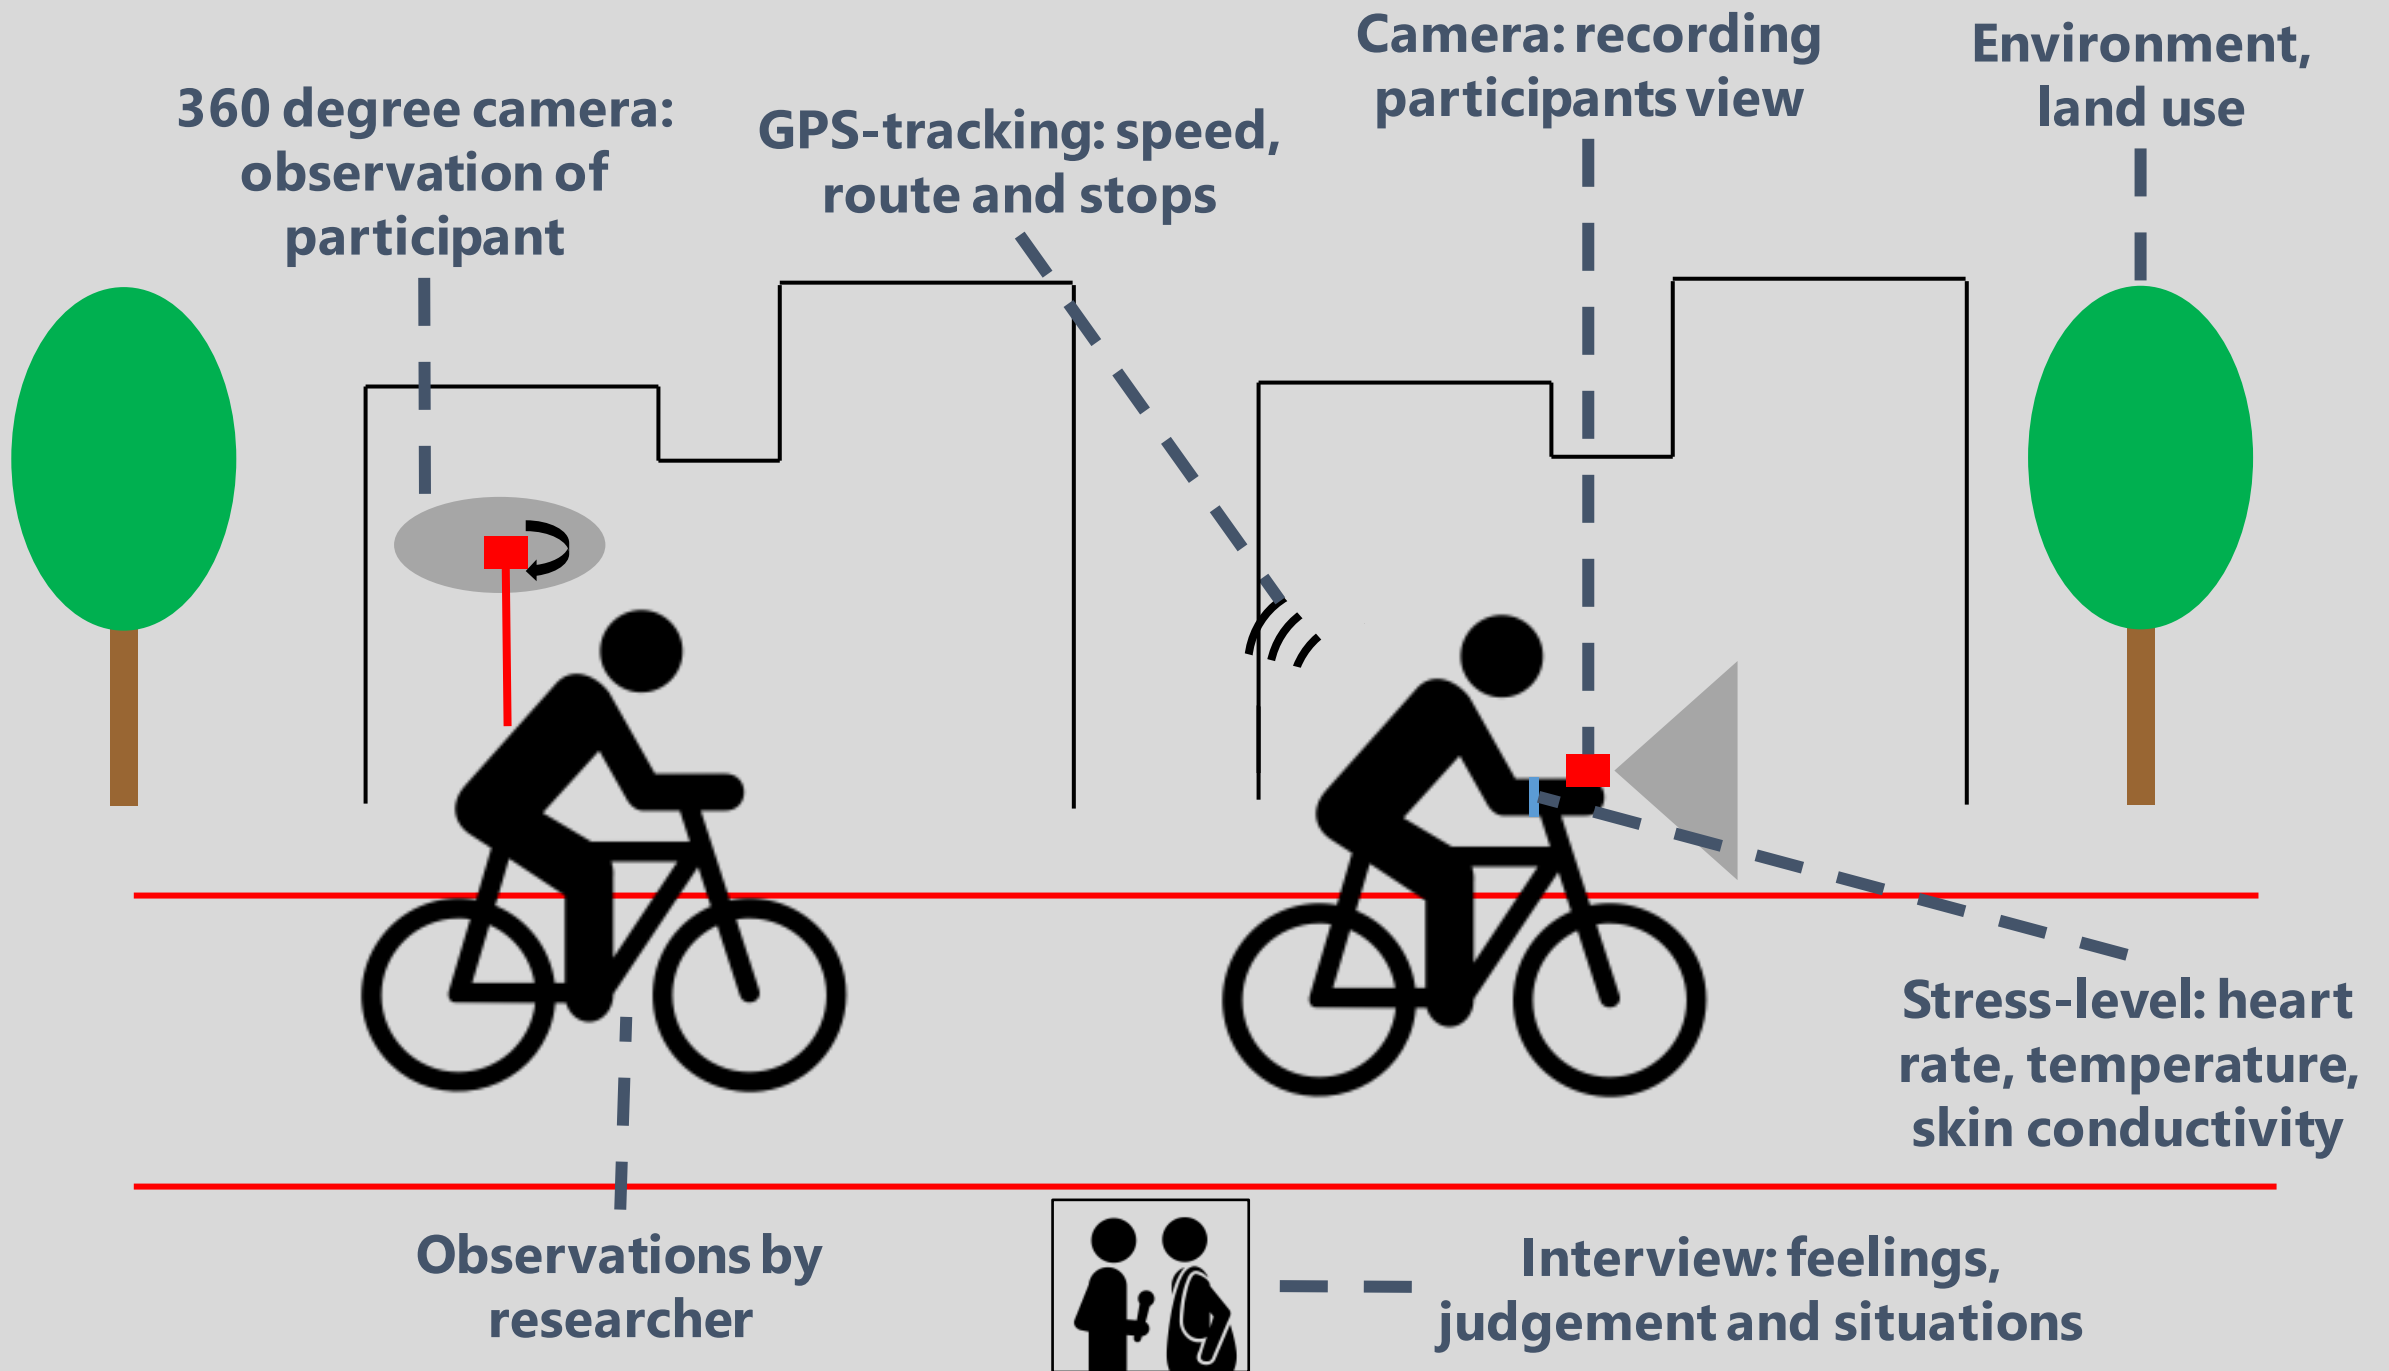 360 degree camera:
observation of
participant
GPS-tracking: speed,
route and stops
Camera: recording
participants view
Environment,
land use
Stress-level: heart
rate, temperature,
skin conductivity
Observations by
researcher
Interview: feelings,
judgement and situations